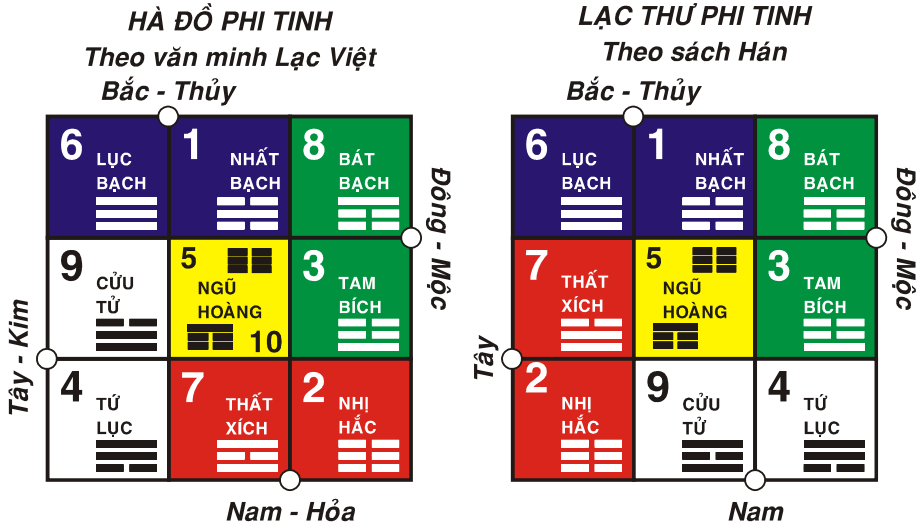 HÀ ĐỒ PHI TINH
Theo văn minh Lạc Việt
Bắc - Thủy
6
LỤC
BẠCH
1
NHẤT
BẠCH
8
BÁT
BẠCH
Đông - Mộc
9
CỬU
TỬ
5
NGŨ
HOÀNG
10
3
TAM
BÍCH
Tây - Kim
4
TỨ
LỤC
7
THẤT
XÍCH
2
NHỊ
HẮC
Nam - Hỏa
LẠC THƯ PHI TINH
Theo sách Hán
Bắc - Thủy
6
LỤC
BẠCH
1
NHẤT
BẠCH
8
BÁT
BẠCH
Đông - Mộc
7
THẤT
XÍCH
5
NGŨ
HOÀNG
3
TAM
BÍCH
Tây
2
NHỊ
HẮC
9
CỬU
TỬ
4
TỨ
LỤC
Nam